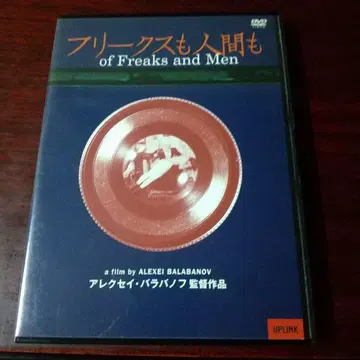 DVD
フリークスも人間も
of Freaks and Men
a film by ALEXEI BALABANOV
アレクセイ・バラバノフ監督作品
UPLINK